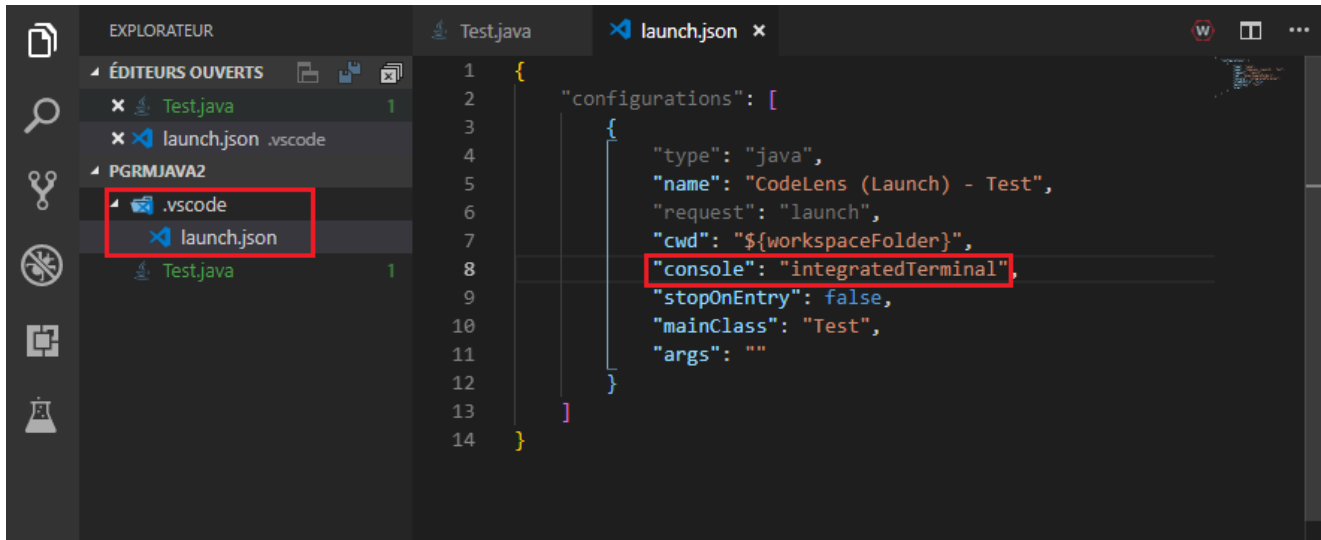 EXPLORATEUR
ÉDITEURS OUVERTS
Test.java 1
launch.json .vscode
PGRMJAVA2
.vscode
launch.json
Test.java 1
Test.java launch.json
W
1 {
2 "configurations": [
3 {
4 "type": "java",
5 "name": "CodeLens (Launch) - Test",
6 "request": "launch",
7 "cwd": "${workspaceFolder}",
8 "console": "integratedTerminal",
9 "stopOnEntry": false,
10 "mainClass": "Test",
11 "args": ""
12 }
13 ]
14 }